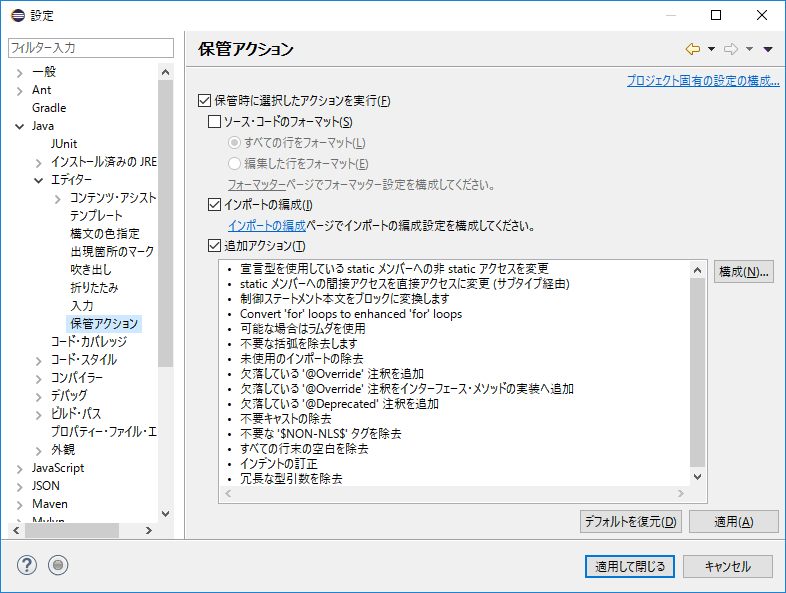 設定
フィルター入力
一般
Ant
Gradle
Java
JUnit
インストール済みの JRE
エディター
コンテンツ・アシスト
テンプレート
構文の色指定
出現箇所のマーク
吹き出し
折りたたみ
入力
保管アクション
コード・カバレッジ
コード・スタイル
コンパイラー
デバッグ
ビルド・パス
プロパティー・ファイル・エ
外観
JavaScript
JSON
Maven
Mylyn
保管アクション
プロジェクト固有の設定の構成...
保管時に選択したアクションを実行(F)
ソース・コードのフォーマット(S)
すべての行をフォーマット(L)
編集した行をフォーマット(E)
フォーマッターページでフォーマッター設定を構成してください。
インポートの編成(I)
インポートの編成ページでインポートの編成設定を構成してください。
追加アクション(T)
• 宣言型を使用している static メンバーへの非 static アクセスを変更
• static メンバーへの間接アクセスを直接アクセスに変更 (サブタイプ経由)
• 制御ステートメント本文をブロックに変換します
• Convert 'for' loops to enhanced 'for' loops
• 可能な場合はラムダを使用
• 不要な括弧を除去します
• 未使用のインポートの除去
• 欠落している '@Override' 注釈を追加
• 欠落している '@Override' 注釈をインターフェース・メソッドの実装へ追加
• 欠落している '@Deprecated' 注釈を追加
• 不要キャストの除去
• 不要な '$NON-NLS$' タグを除去
• すべての行末の空白を除去
• インデントの訂正
• 冗長な型引数を除去
構成(N)...
デフォルトを復元(D)
適用(A)
?
適用して閉じる
キャンセル